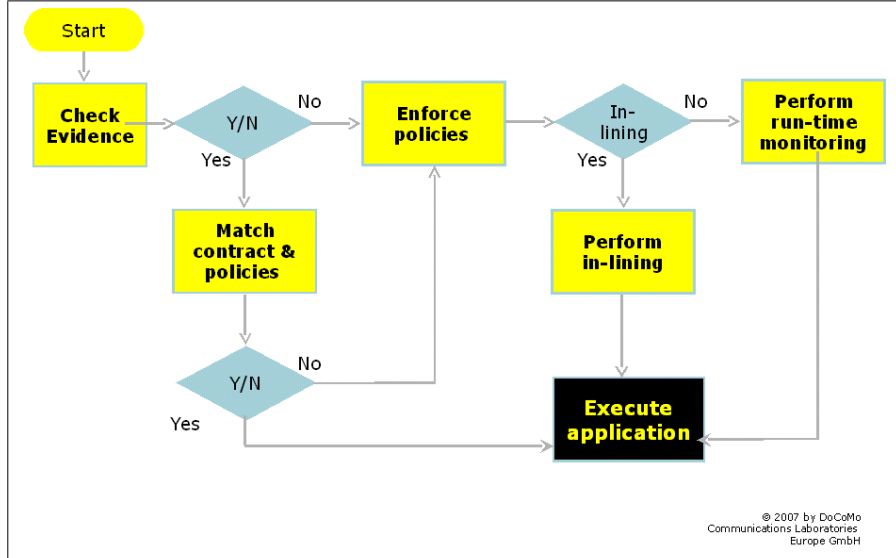 Start
Check
Evidence
Y/N
No
Yes
Enforce
policies
In-
lining
No
Yes
Perform
run-time
monitoring
Match
contract &
policies
Perform
in-lining
Y/N
No
Yes
Execute
application
© 2007 by DoCoMo
Communications Laboratories
Europe GmbH